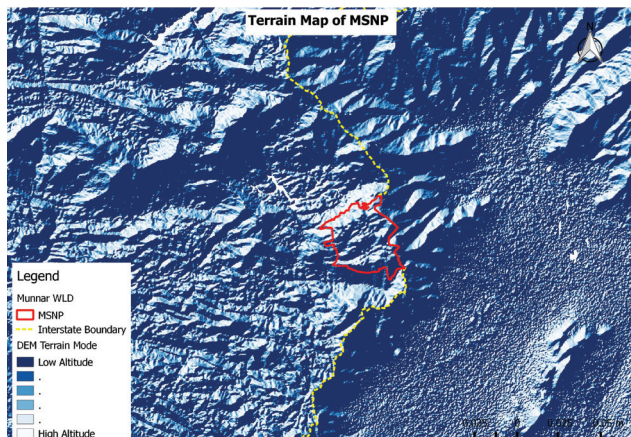 Terrain Map of MSNP
N
Legend
Munnar WLD
MSNP
Interstate Boundary
DEM Terrain Mode
Low Altitude
.
.
.
.
High Altitude